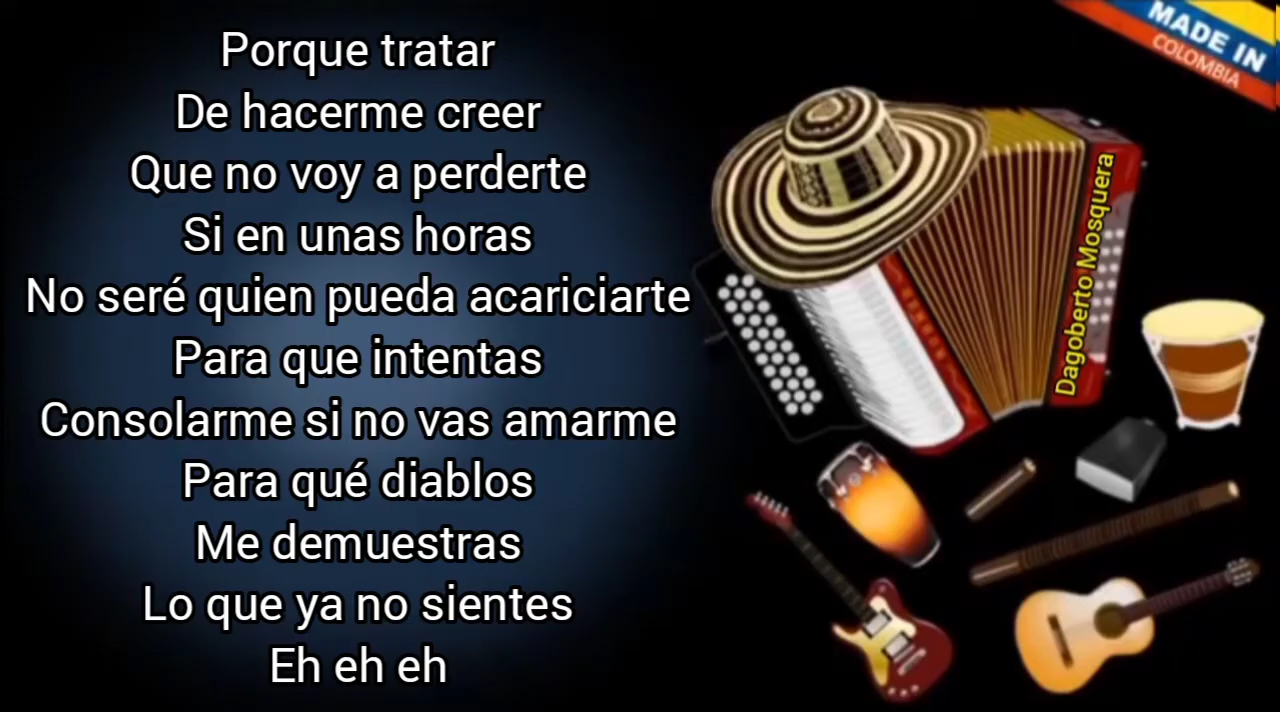 Porque tratar
De hacerme creer
Que no voy a perderte
Si en unas horas
No seré quien pueda acariciarte
Para que intentas
Consolarme si no vas amarme
Para qué diablos
Me demuestras
Lo que ya no sientes
Eh eh eh
MADE IN
COLOMBIA
Dagoberto Mosquera